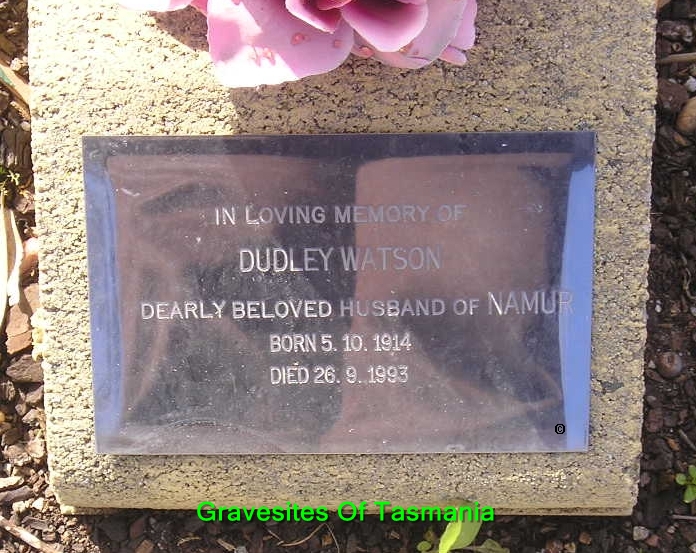 IN LOVING MEMORY OF
DUDLEY WATSON
DEARLY BELOVED HUSBAND OF NAMUR
BORN 5. 10. 1914
DIED 26. 9. 1993
©
Gravesites Of Tasmania